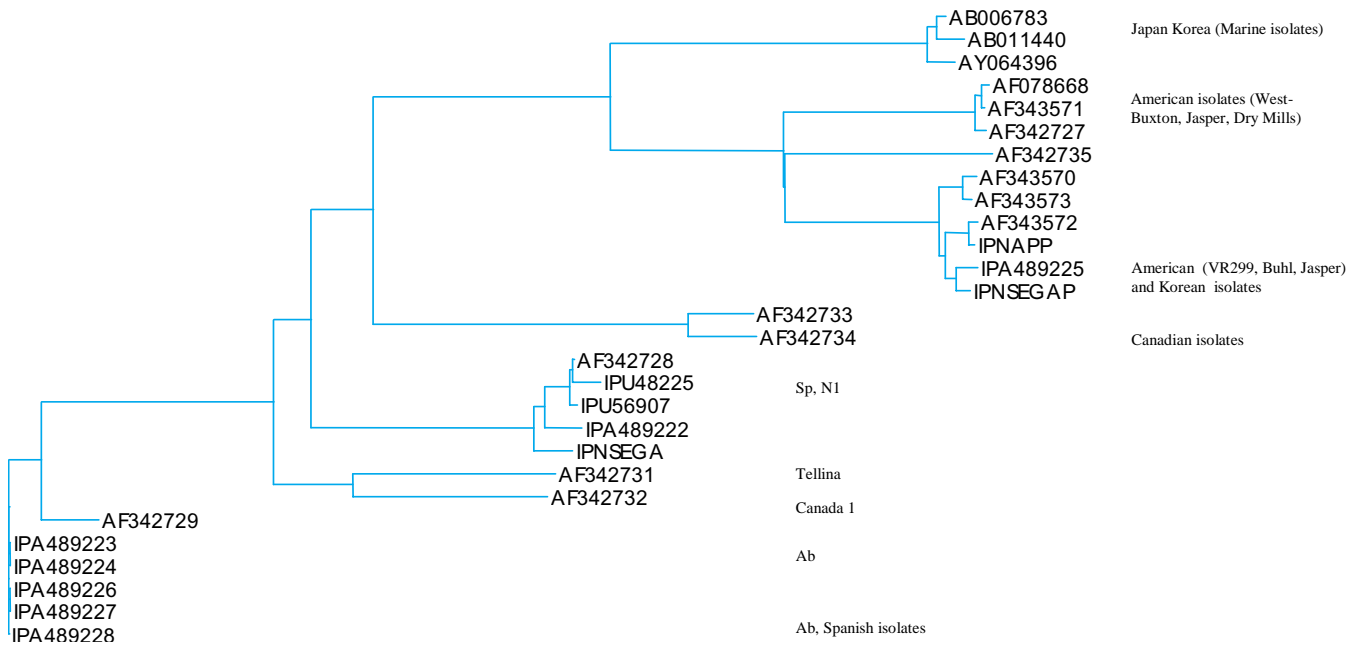 AB006783
Japan Korea (Marine isolates)
AB011440
AY064396
AF078668
American isolates (West-
AF343571
Buxton, Jasper, Dry Mills)
AF342727
AF342735
AF343570
AF343573
AF343572
IPNAPP
IPA489225
American (VR299, Buhl, Jasper)
and Korean isolates
IPNSEGAP
AF342733
AF342734
Canadian isolates
AF342728
IPU48225
Sp, N1
IPU56907
IPA489222
IPNSEGA
AF342731
Tellina
AF342732
Canada 1
AF342729
IPA489223
Ab
IPA489224
IPA489226
IPA489227
IPA489228
Ab, Spanish isolates